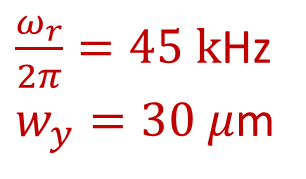 ω_r/2π = 45 kHz
w_y = 30 μm